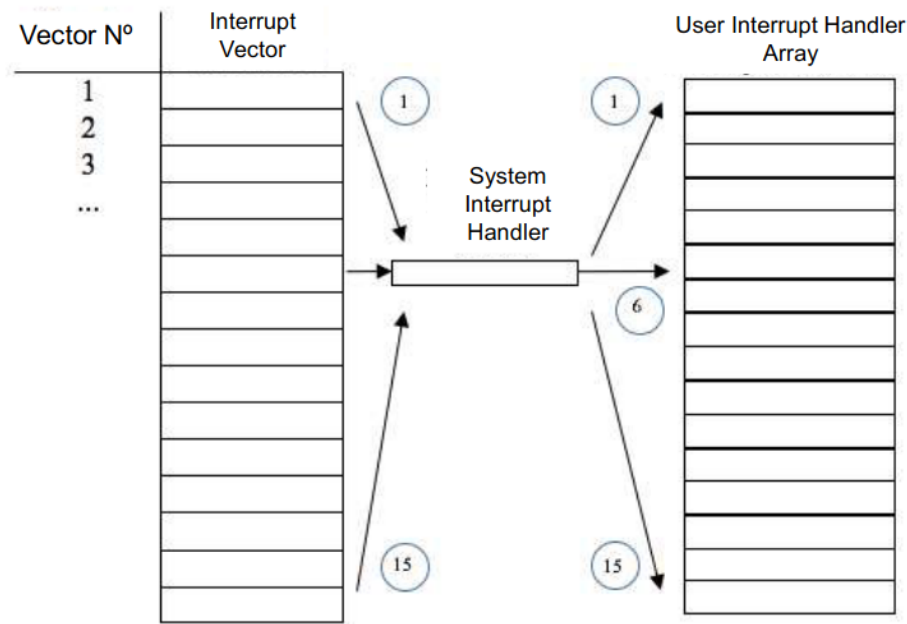 Vector Nº
Interrupt
Vector
User Interrupt Handler
Array
1
2
3
...
1
1
System
Interrupt
Handler
6
15
15